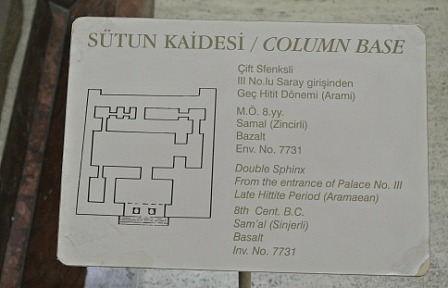 SÜTUN KAİDESİ / COLUMN BASE
Çift Sfenksli
III No.lu Saray girişinden
Geç Hitit Dönemi (Arami)
M.Ö. 8.yy.
Samal (Zincirli)
Bazalt
Env. No. 7731
Double Sphinx
From the entrance of Palace No. III
Late Hittite Period (Aramaean)
8th Cent. B.C.
Sam'al (Sinjerli)
Basalt
Inv. No. 7731